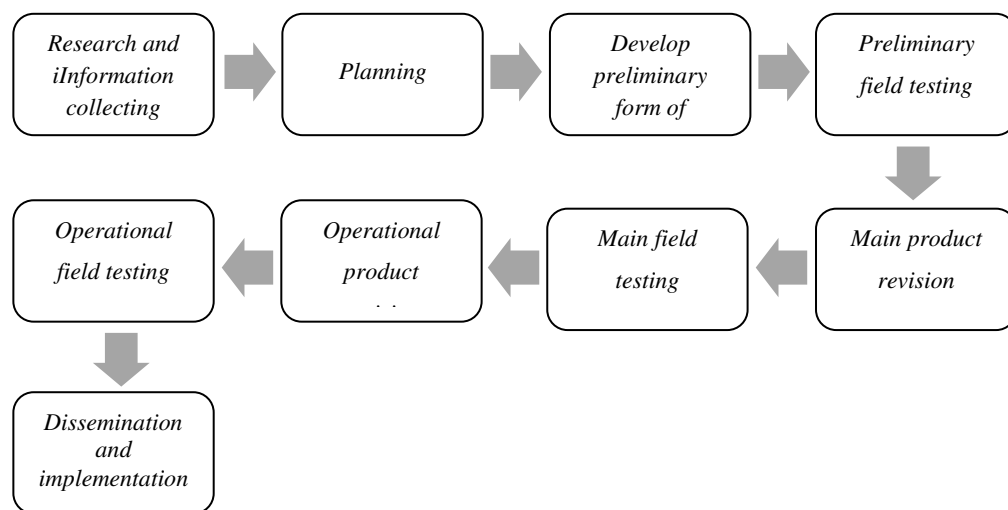 Research and
iInformation
collecting
Planning
Develop
preliminary
form of
Preliminary
field testing
Main product
revision
Main field
testing
Operational
product
Operational
field testing
Dissemination
and
implementation